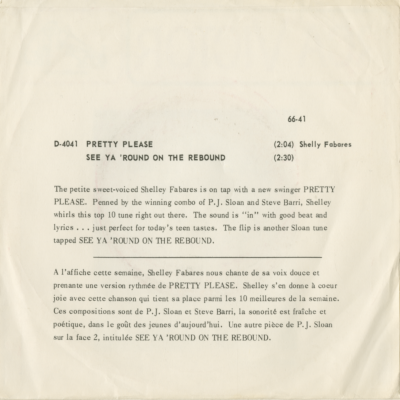 66-41
D-4041 PRETTY PLEASE (2:04) Shelly Fabares
SEE YA 'ROUND ON THE REBOUND (2:30)
The petite sweet-voiced Shelley Fabares is on tap with a new swinger PRETTY
PLEASE. Penned by the winning combo of P.J. Sloan and Steve Barri, Shelley
whirls this top 10 tune right out there. The sound is "in" with good beat and
lyrics . . . just perfect for today's teen tastes. The flip is another Sloan tune
tapped SEE YA 'ROUND ON THE REBOUND.
A l'affiche cette semaine, Shelley Fabares nous chante de sa voix douce et
prenante une version rythmée de PRETTY PLEASE. Shelley s'en donne à coeur
joie avec cette chanson qui tient sa place parmi les 10 meilleures de la semaine.
Ces compositions sont de P.J. Sloan et Steve Barri, la sonorité est fraîche et
poétique, dans le goût des jeunes d'aujourd'hui. Une autre pièce de P.J. Sloan
sur la face 2, intitulée SEE YA 'ROUND ON THE REBOUND.